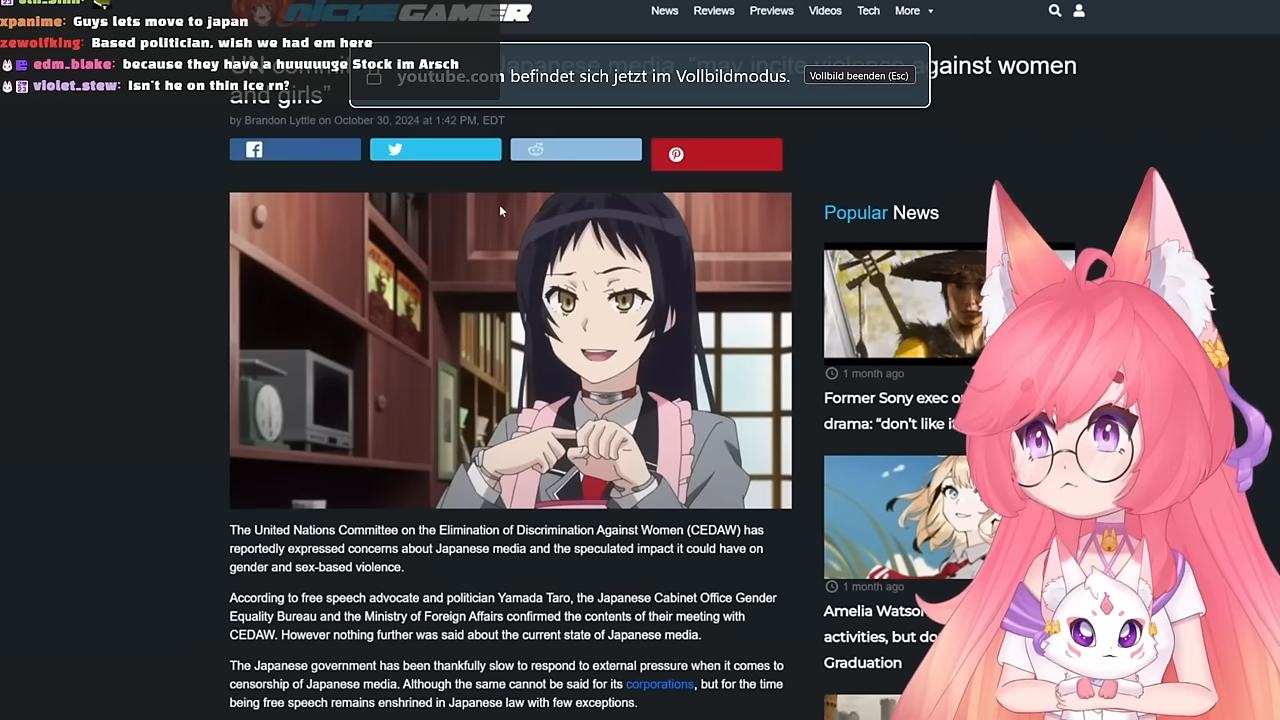 NICHEGAMER
News Reviews Previews Videos Tech More
xpanime: Guys lets move to japan
zewolfking: Based politician, wish we had em here
edm_blake: because they have a huuuuuge Stock im Arsch
violet_stew: Isn't he on thin ice rn?
youtube.com befindet sich jetzt im Vollbildmodus. Vollbild beenden (Esc)
UN commi Japanese media, "may incite violence against women
and girls"
by Brandon Lyttle on October 30, 2024 at 1:42 PM, EDT
Popular News
1 month ago
Former Sony exec o
drama: "don't like i
1 month ago
Amelia Watso
activities, but do
Graduation
The United Nations Committee on the Elimination of Discrimination Against Women (CEDAW) has
reportedly expressed concerns about Japanese media and the speculated impact it could have on
gender and sex-based violence.
According to free speech advocate and politician Yamada Taro, the Japanese Cabinet Office Gender
Equality Bureau and the Ministry of Foreign Affairs confirmed the contents of their meeting with
CEDAW. However nothing further was said about the current state of Japanese media.
The Japanese government has been thankfully slow to respond to external pressure when it comes to
censorship of Japanese media. Although the same cannot be said for its corporations, but for the time
being free speech remains enshrined in Japanese law with few exceptions.